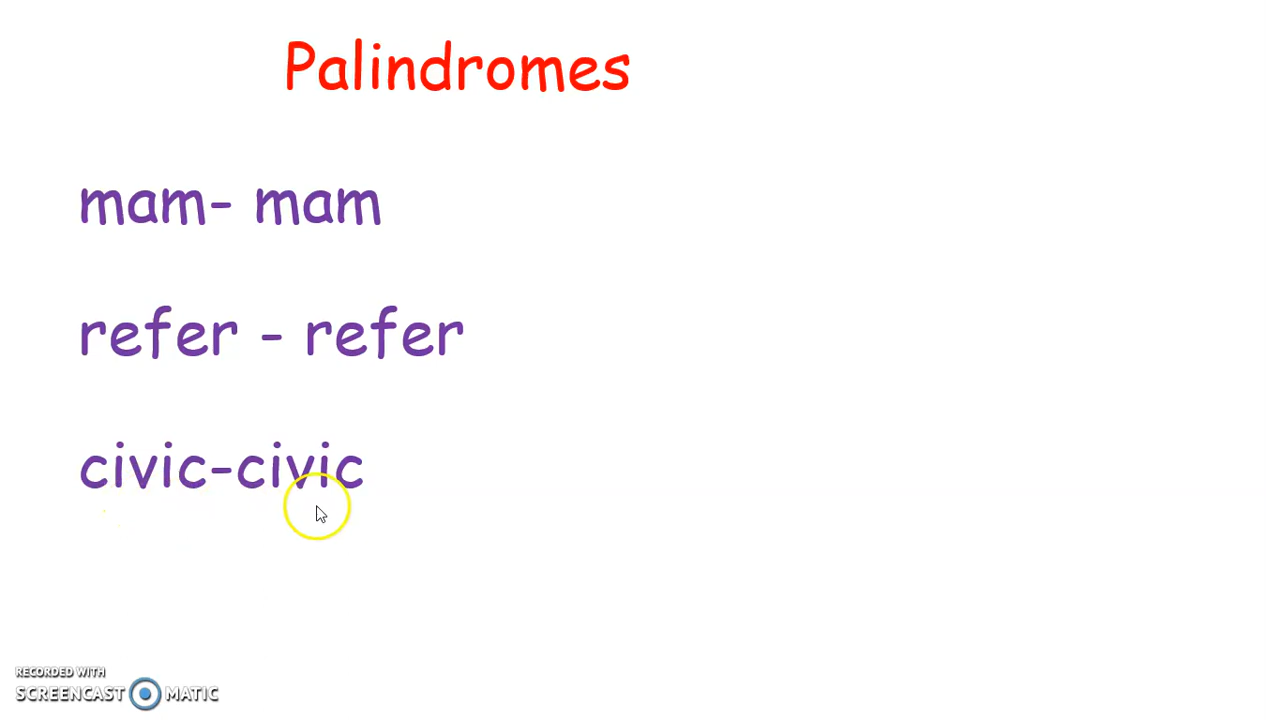 Palindromes
mam- mam
refer - refer
civic-civic
RECORDED WITH
SCREENCAST MATIC